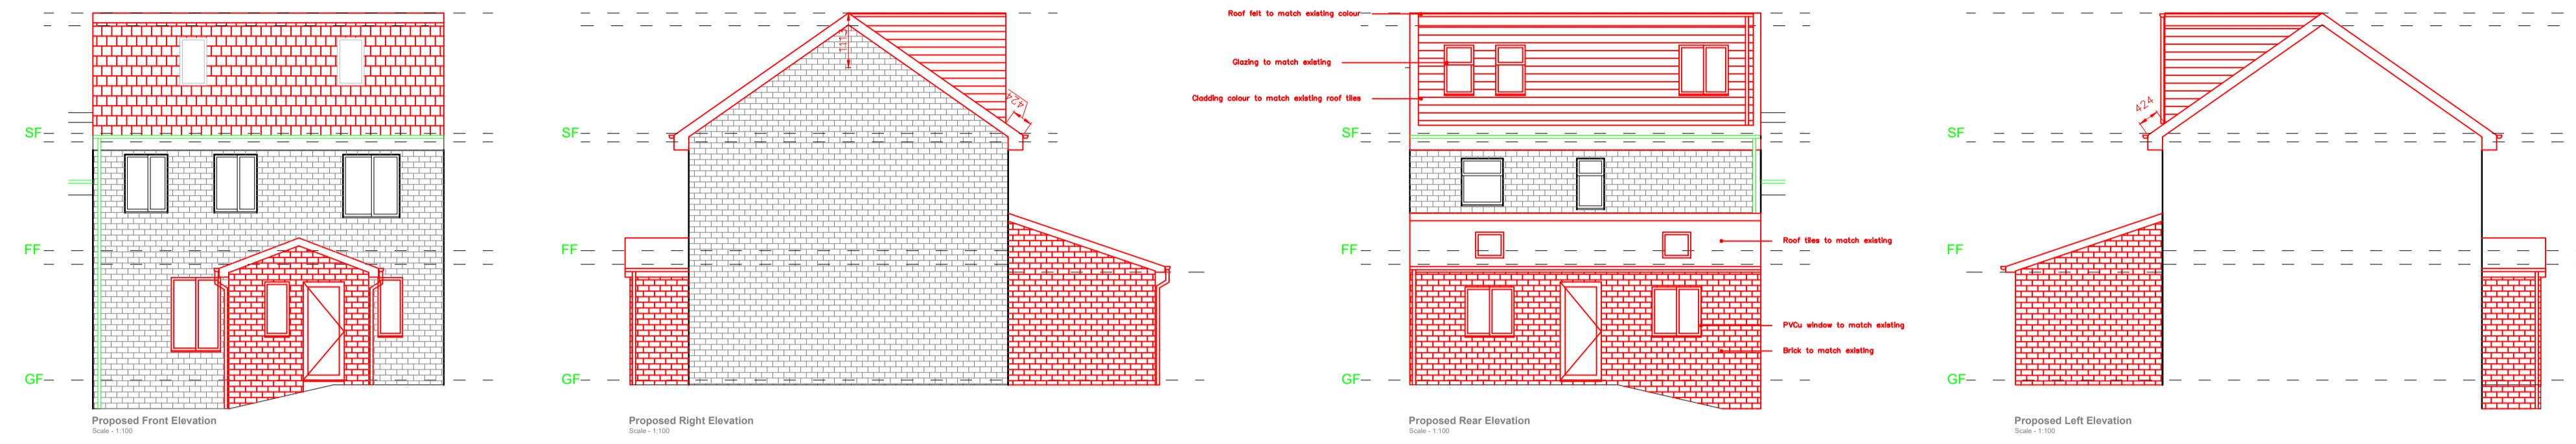 SF
FF
GF
Proposed Front Elevation
Scale - 1:100
SF
FF
GF
424
Proposed Right Elevation
Scale - 1:100
Roof felt to match existing colour
Glazing to match existing
Cladding colour to match existing roof tiles
SF
FF
GF
Roof tiles to match existing
PVCu window to match existing
Brick to match existing
Proposed Rear Elevation
Scale - 1:100
424
SF
FF
GF
Proposed Left Elevation
Scale - 1:100